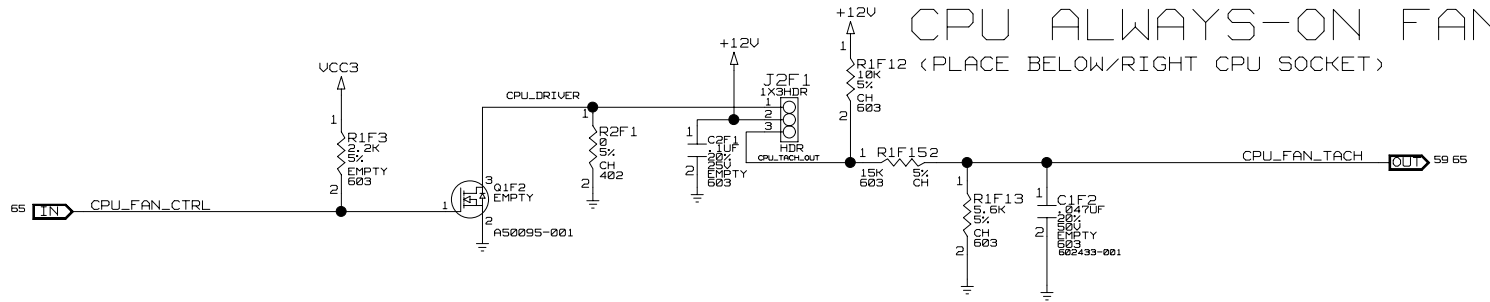 CPU ALWAYS-ON FAN
(PLACE BELOW/RIGHT CPU SOCKET)
+12V
1
R1F12
10K
5%
CH
603
2
+12V
J2F1
1X3HDR
1
2
3
HDR
CPU_TACH_OUT
VCC3
1
R1F3
2.2K
5%
EMPTY
603
2
CPU_DRIVER
1
R2F1
0
5%
CH
402
2
1
C2F1
.1UF
20%
25V
EMPTY
603
2
1 R1F152
15K 5%
603 CH
CPU_FAN_TACH
OUT 59 65
65 IN CPU_FAN_CTRL
1
3
Q1F2
EMPTY
2
A50095-001
1
R1F13
5.6K
5%
CH
603
2
1
C1F2
.047UF
20%
50V
EMPTY
603
602433-001
2